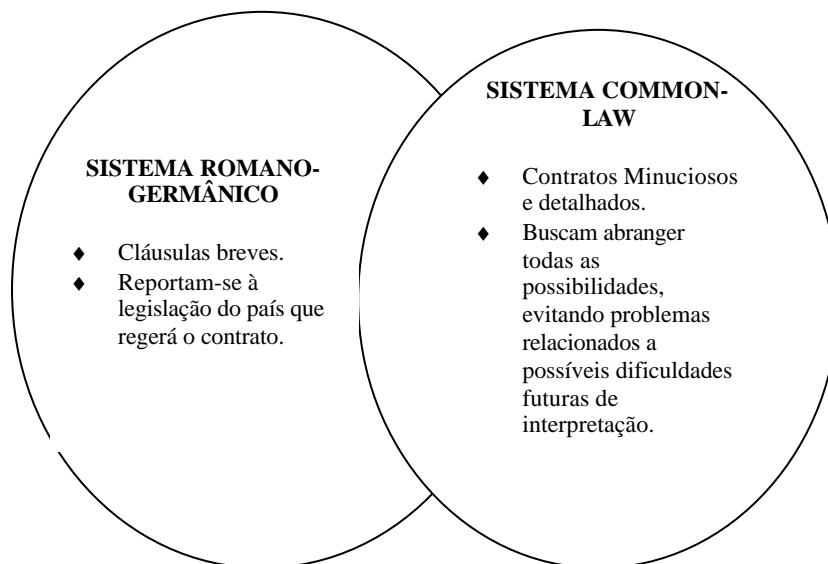 SISTEMA ROMANO-
GERMÂNICO
♦ Cláusulas breves.
♦ Reportam-se à
legislação do país que
regerá o contrato.
SISTEMA COMMON-
LAW
♦ Contratos Minuciosos
e detalhados.
♦ Buscam abranger
todas as
possibilidades,
evitando problemas
relacionados a
possíveis dificuldades
futuras de
interpretação.